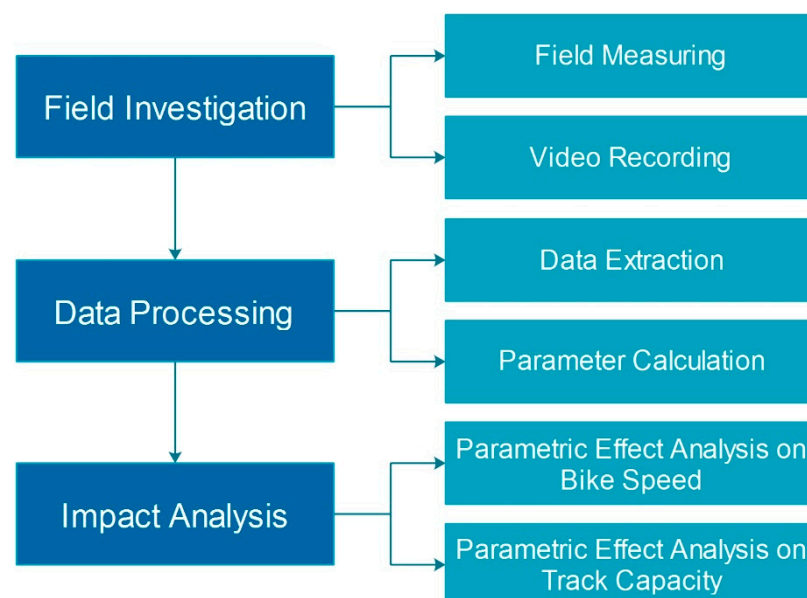 Field Investigation
Field Measuring
Video Recording
Data Processing
Data Extraction
Parameter Calculation
Impact Analysis
Parametric Effect Analysis on
Bike Speed
Parametric Effect Analysis on
Track Capacity